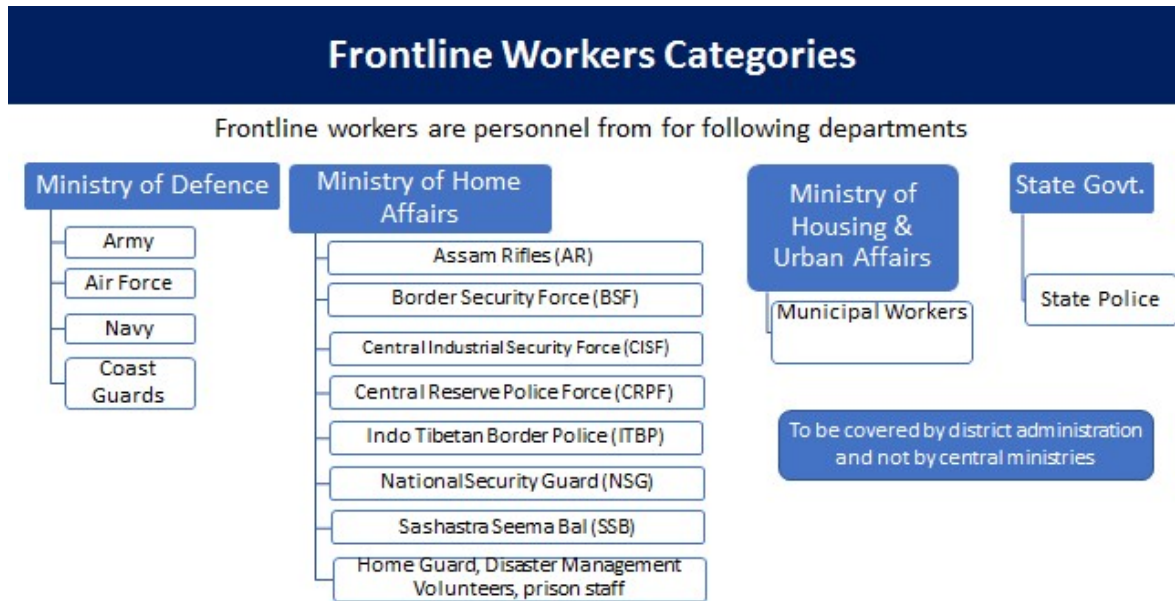 Frontline Workers Categories
Frontline workers are personnel from for following departments
Ministry of Defence
Army
Air Force
Navy
Coast
Guards
Ministry of Home
Affairs
Assam Rifles (AR)
Border Security Force (BSF)
Central Industrial Security Force (CISF)
Central Reserve Police Force (CRPF)
Indo Tibetan Border Police (ITBP)
National Security Guard (NSG)
Sashastra Seema Bal (SSB)
Home Guard, Disaster Management
Volunteers, prison staff
Ministry of
Housing &
Urban Affairs
Municipal Workers
State Govt.
State Police
To be covered by district administration
and not by central ministries